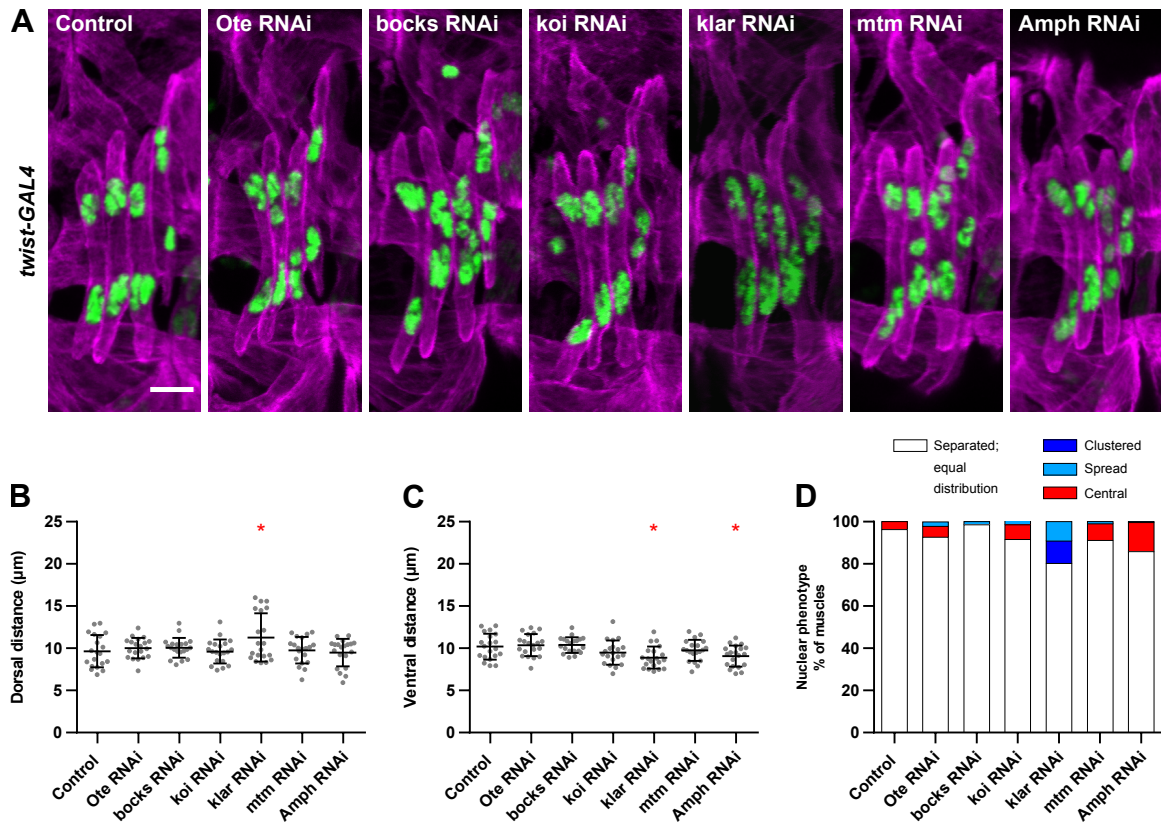 A
Control
Ote RNAi
bocks RNAi
koi RNAi
klar RNAi
mtm RNAi
Amph RNAi
twist-GAL4
Separated;
equal
distribution
Clustered
Spread
Central
B
Dorsal distance (μm)
25
20
15
10
5
0
*
Control
Ote RNAi
bocks RNAi
koi RNAi
klar RNAi
mtm RNAi
Amph RNAi
C
Ventral distance (μm)
25
20
15
10
5
0
*
*
Control
Ote RNAi
bocks RNAi
koi RNAi
klar RNAi
mtm RNAi
Amph RNAi
D
Nuclear phenotype
% of muscles
100
80
60
40
20
0
Control
Ote RNAi
bocks RNAi
koi RNAi
klar RNAi
mtm RNAi
Amph RNAi